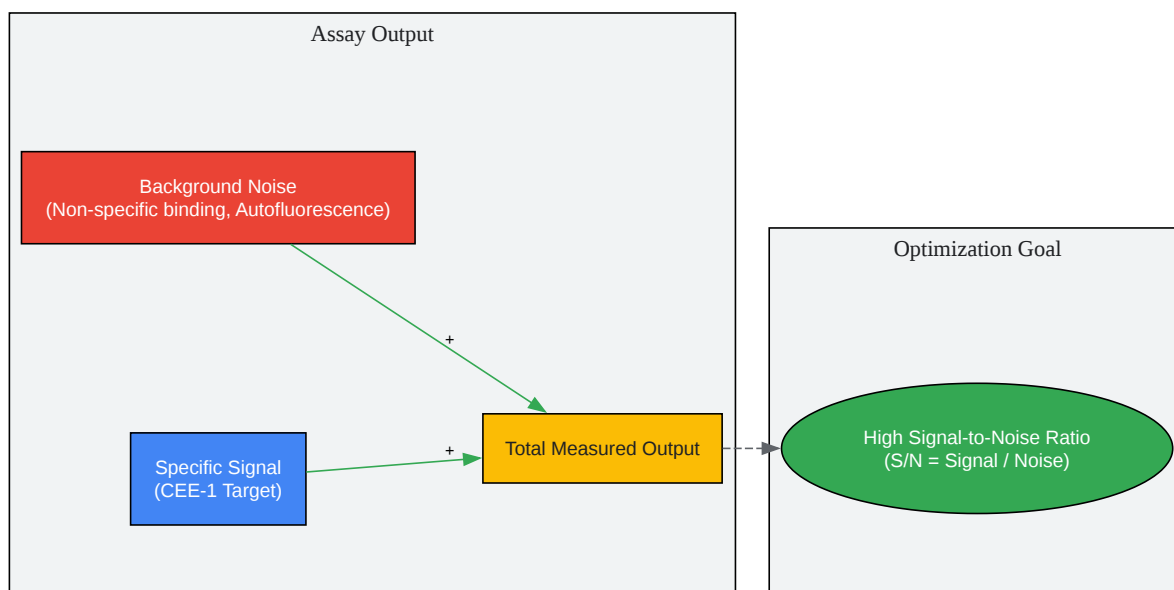 Assay Output
Background Noise
(Non-specific binding, Autofluorescence)
+
Specific Signal
(CEE-1 Target)
+
Total Measured Output
Optimization Goal
High Signal-to-Noise Ratio
(S/N = Signal / Noise)